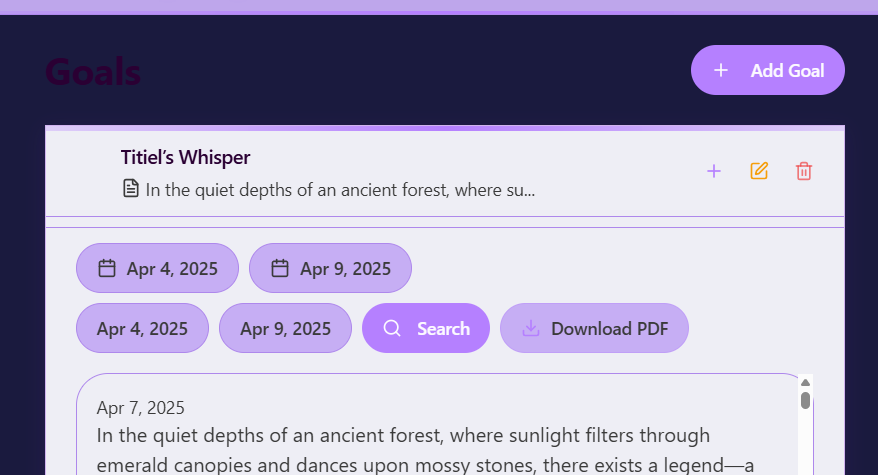 Goals
Add Goal
Titiel’s Whisper
In the quiet depths of an ancient forest, where su...
Apr 4, 2025 Apr 9, 2025
Apr 4, 2025 Apr 9, 2025 Search Download PDF
Apr 7, 2025
In the quiet depths of an ancient forest, where sunlight filters through
emerald canopies and dances upon mossy stones, there exists a legend—a